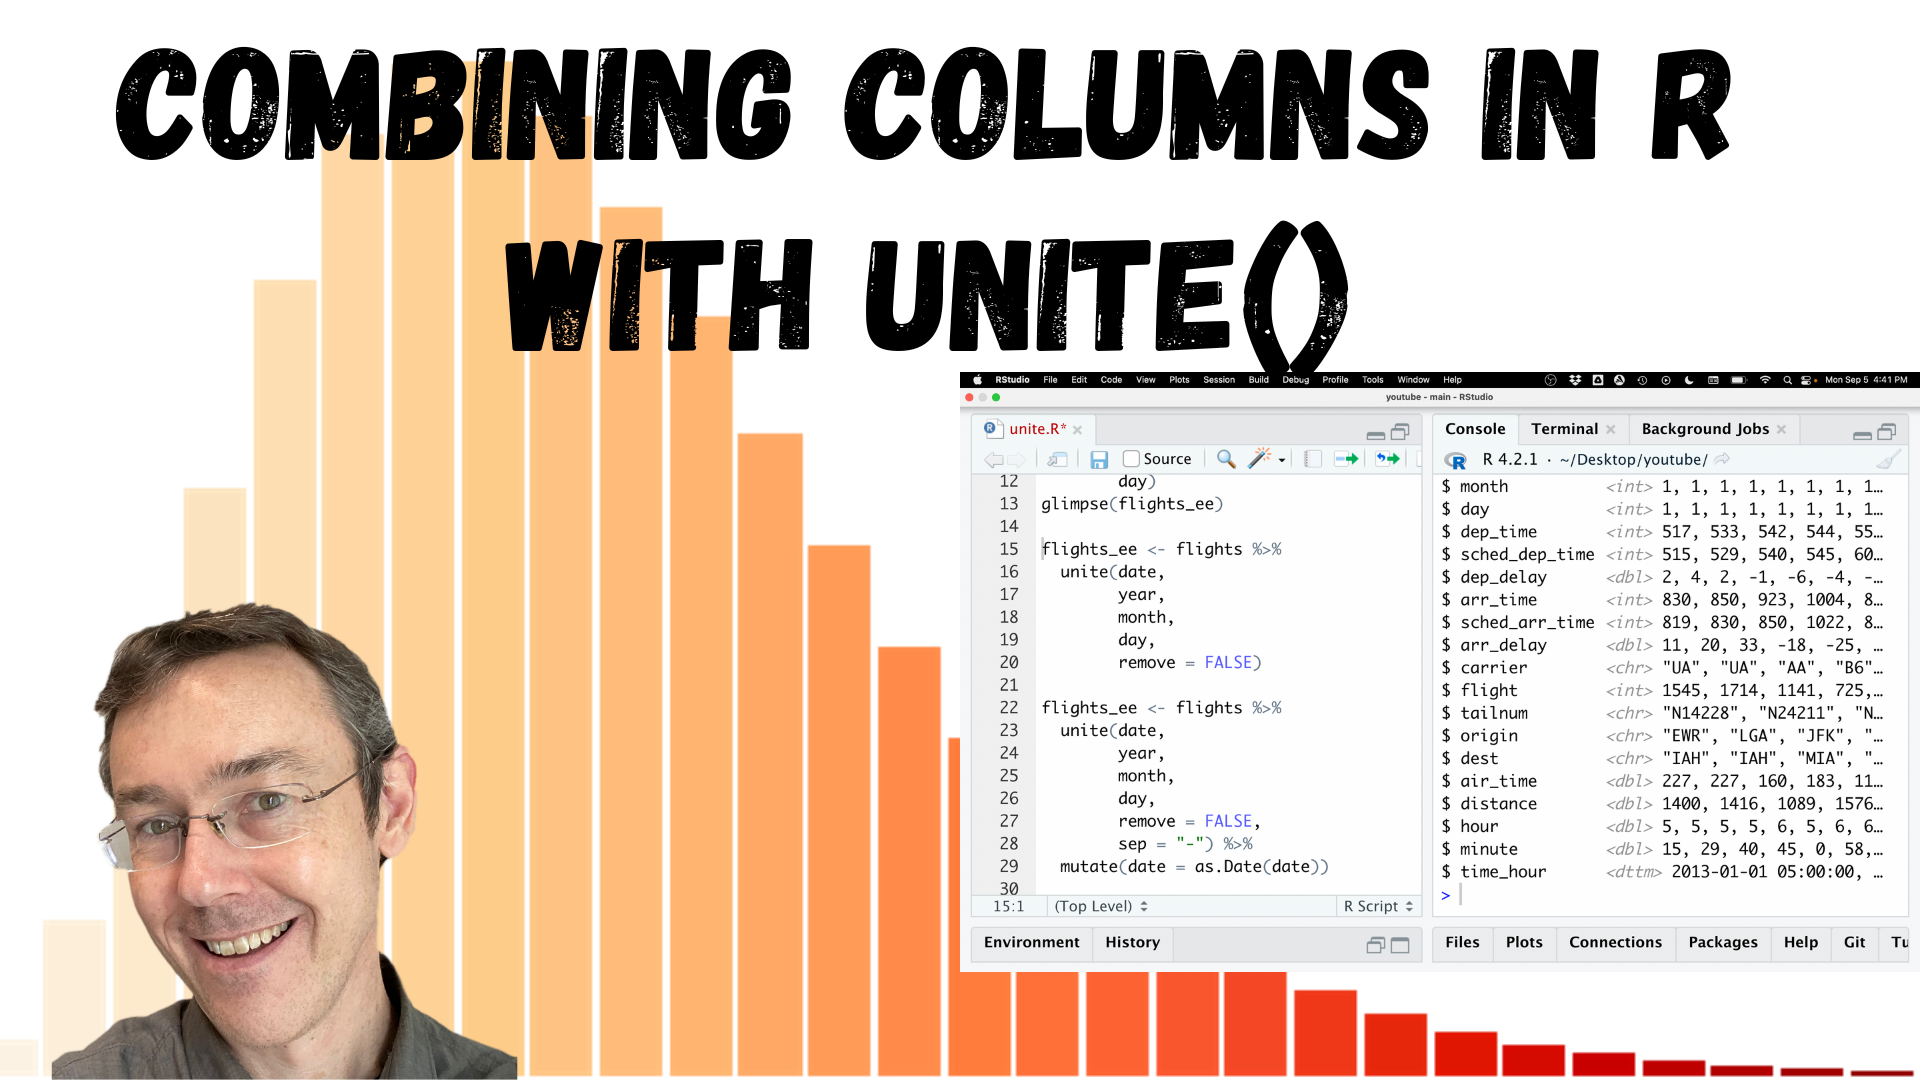 COMBINING COLUMNS IN R
WITH UNITE()
RStudio File Edit Code View Plots Session Build Debug Profile Tools Window Help Mon Sep 5 4:41 PM
youtube - main - RStudio
unite.R*
Source
12 day)
13 glimpse(flights_ee)
14
15 flights_ee <- flights %>%
16 unite(date,
17 year,
18 month,
19 day,
20 remove = FALSE)
21
22 flights_ee <- flights %>%
23 unite(date,
24 year,
25 month,
26 day,
27 remove = FALSE,
28 sep = "-") %>%
29 mutate(date = as.Date(date))
30
15:1 (Top Level) R Script
Environment History
Console Terminal Background Jobs
R 4.2.1 · ~/Desktop/youtube/
$ month <int> 1, 1, 1, 1, 1, 1, 1, 1…
$ day <int> 1, 1, 1, 1, 1, 1, 1, 1…
$ dep_time <int> 517, 533, 542, 544, 55…
$ sched_dep_time <int> 515, 529, 540, 545, 60…
$ dep_delay <dbl> 2, 4, 2, -1, -6, -4, -…
$ arr_time <int> 830, 850, 923, 1004, 8…
$ sched_arr_time <int> 819, 830, 850, 1022, 8…
$ arr_delay <dbl> 11, 20, 33, -18, -25, …
$ carrier <chr> "UA", "UA", "AA", "B6"…
$ flight <int> 1545, 1714, 1141, 725,…
$ tailnum <chr> "N14228", "N24211", "N…
$ origin <chr> "EWR", "LGA", "JFK", "…
$ dest <chr> "IAH", "IAH", "MIA", "…
$ air_time <dbl> 227, 227, 160, 183, 11…
$ distance <dbl> 1400, 1416, 1089, 1576…
$ hour <dbl> 5, 5, 5, 5, 6, 5, 6, 6…
$ minute <dbl> 15, 29, 40, 45, 0, 58,…
$ time_hour <dttm> 2013-01-01 05:00:00, …
>
Files Plots Connections Packages Help Git Tu